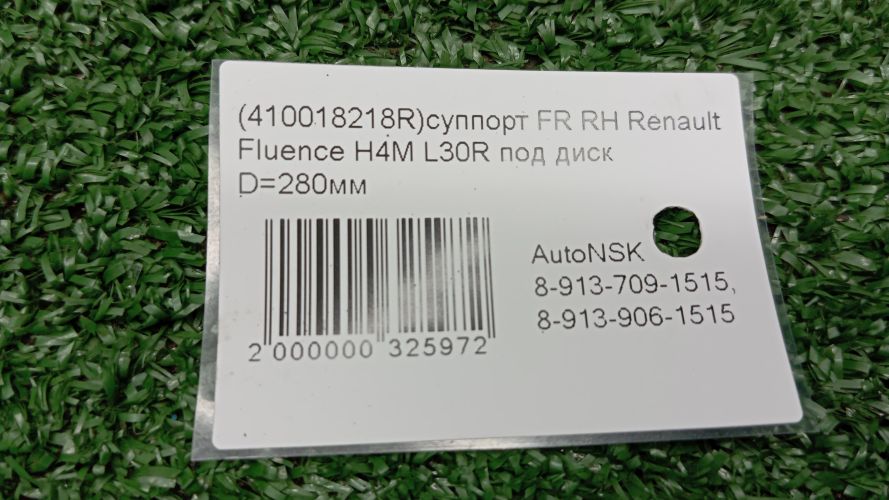 (410018218R)суппорт FR RH Renault
Fluence H4M L30R под диск
D=280мм
AutoNSK
8-913-709-1515,
8-913-906-1515
2 000000 325972